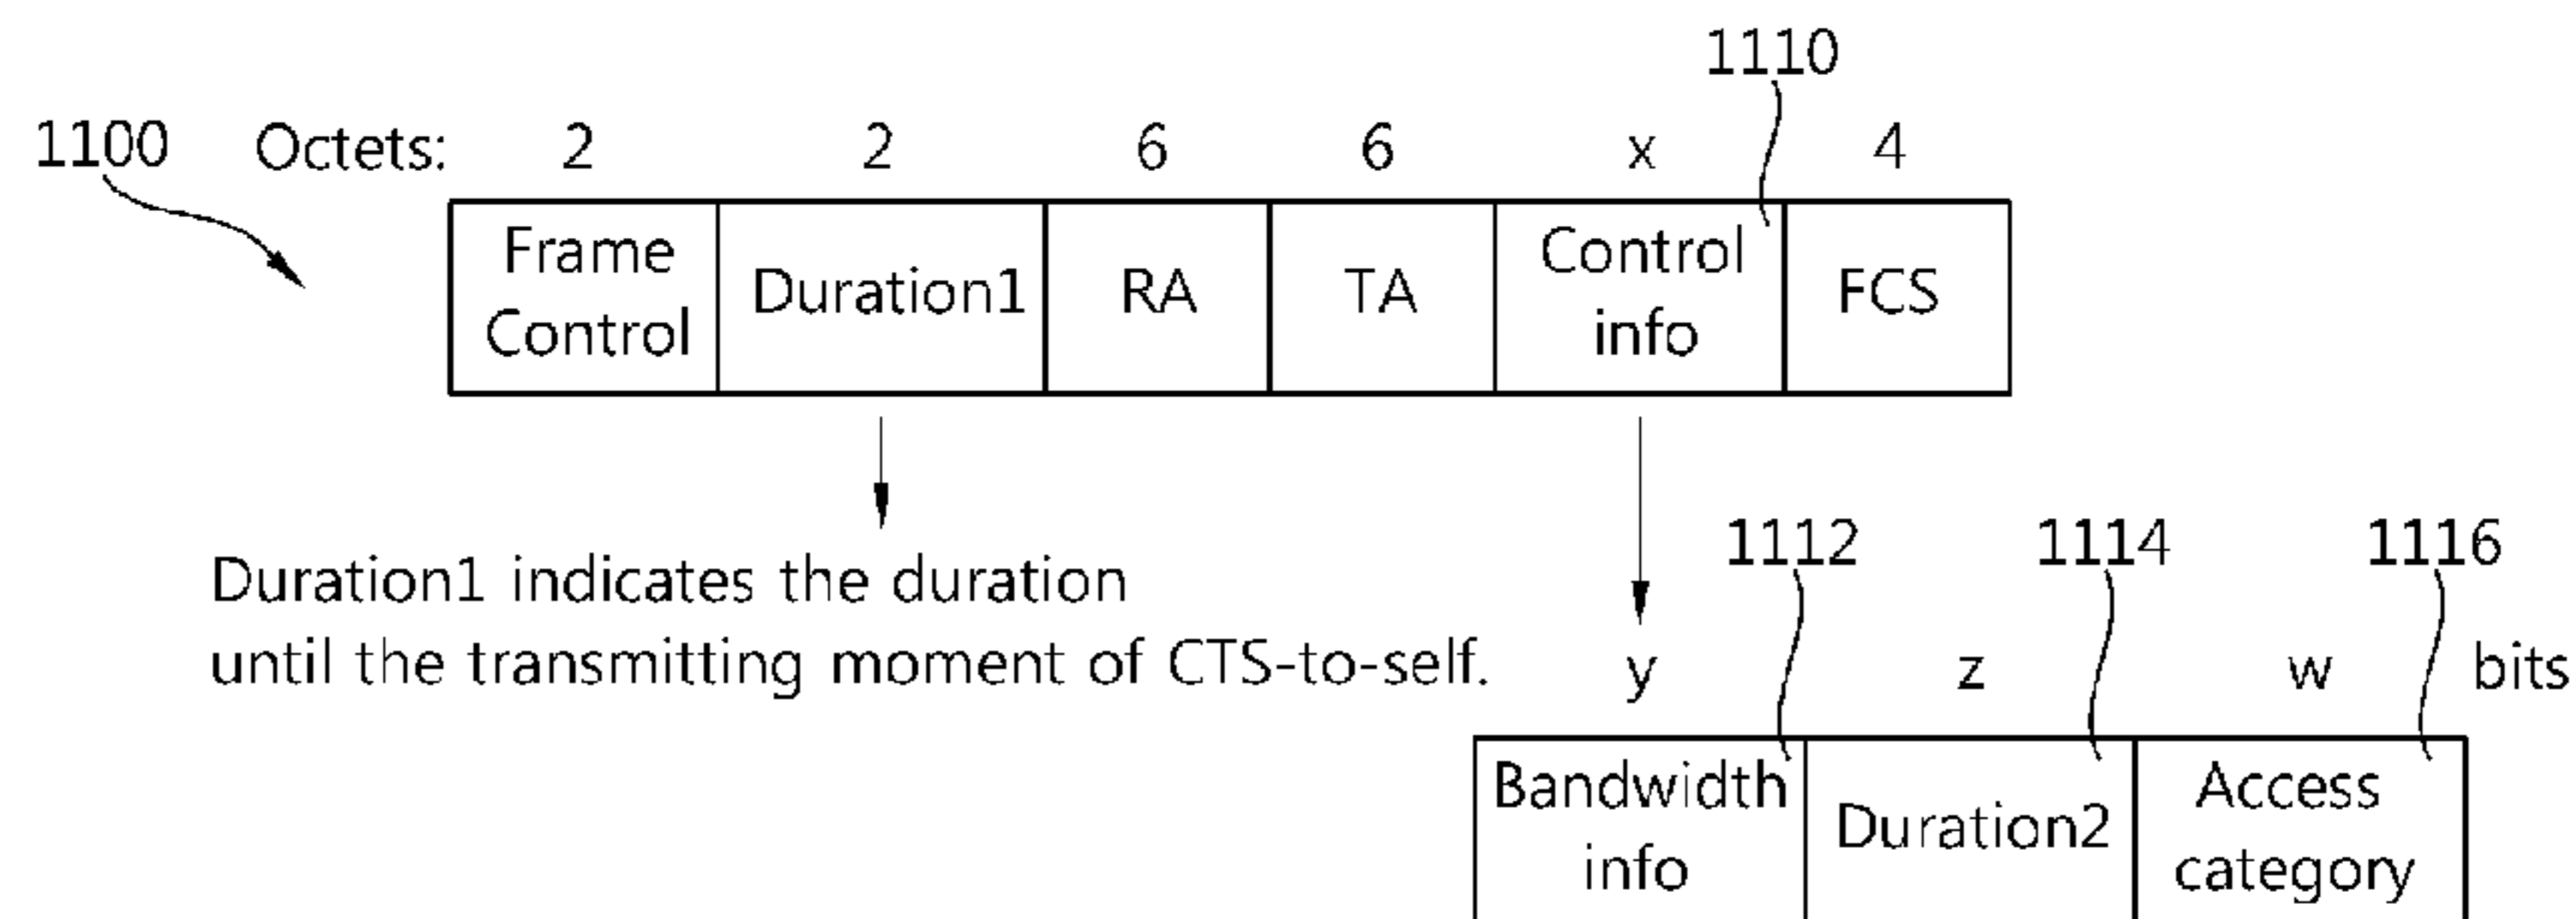 1110
1100 Octets: 2 2 6 6 x 4
Frame Control Duration1 RA TA Control info FCS
Duration1 indicates the duration
until the transmitting moment of CTS-to-self.
1112 1114 1116
y z w bits
Bandwidth info Duration2 Access category